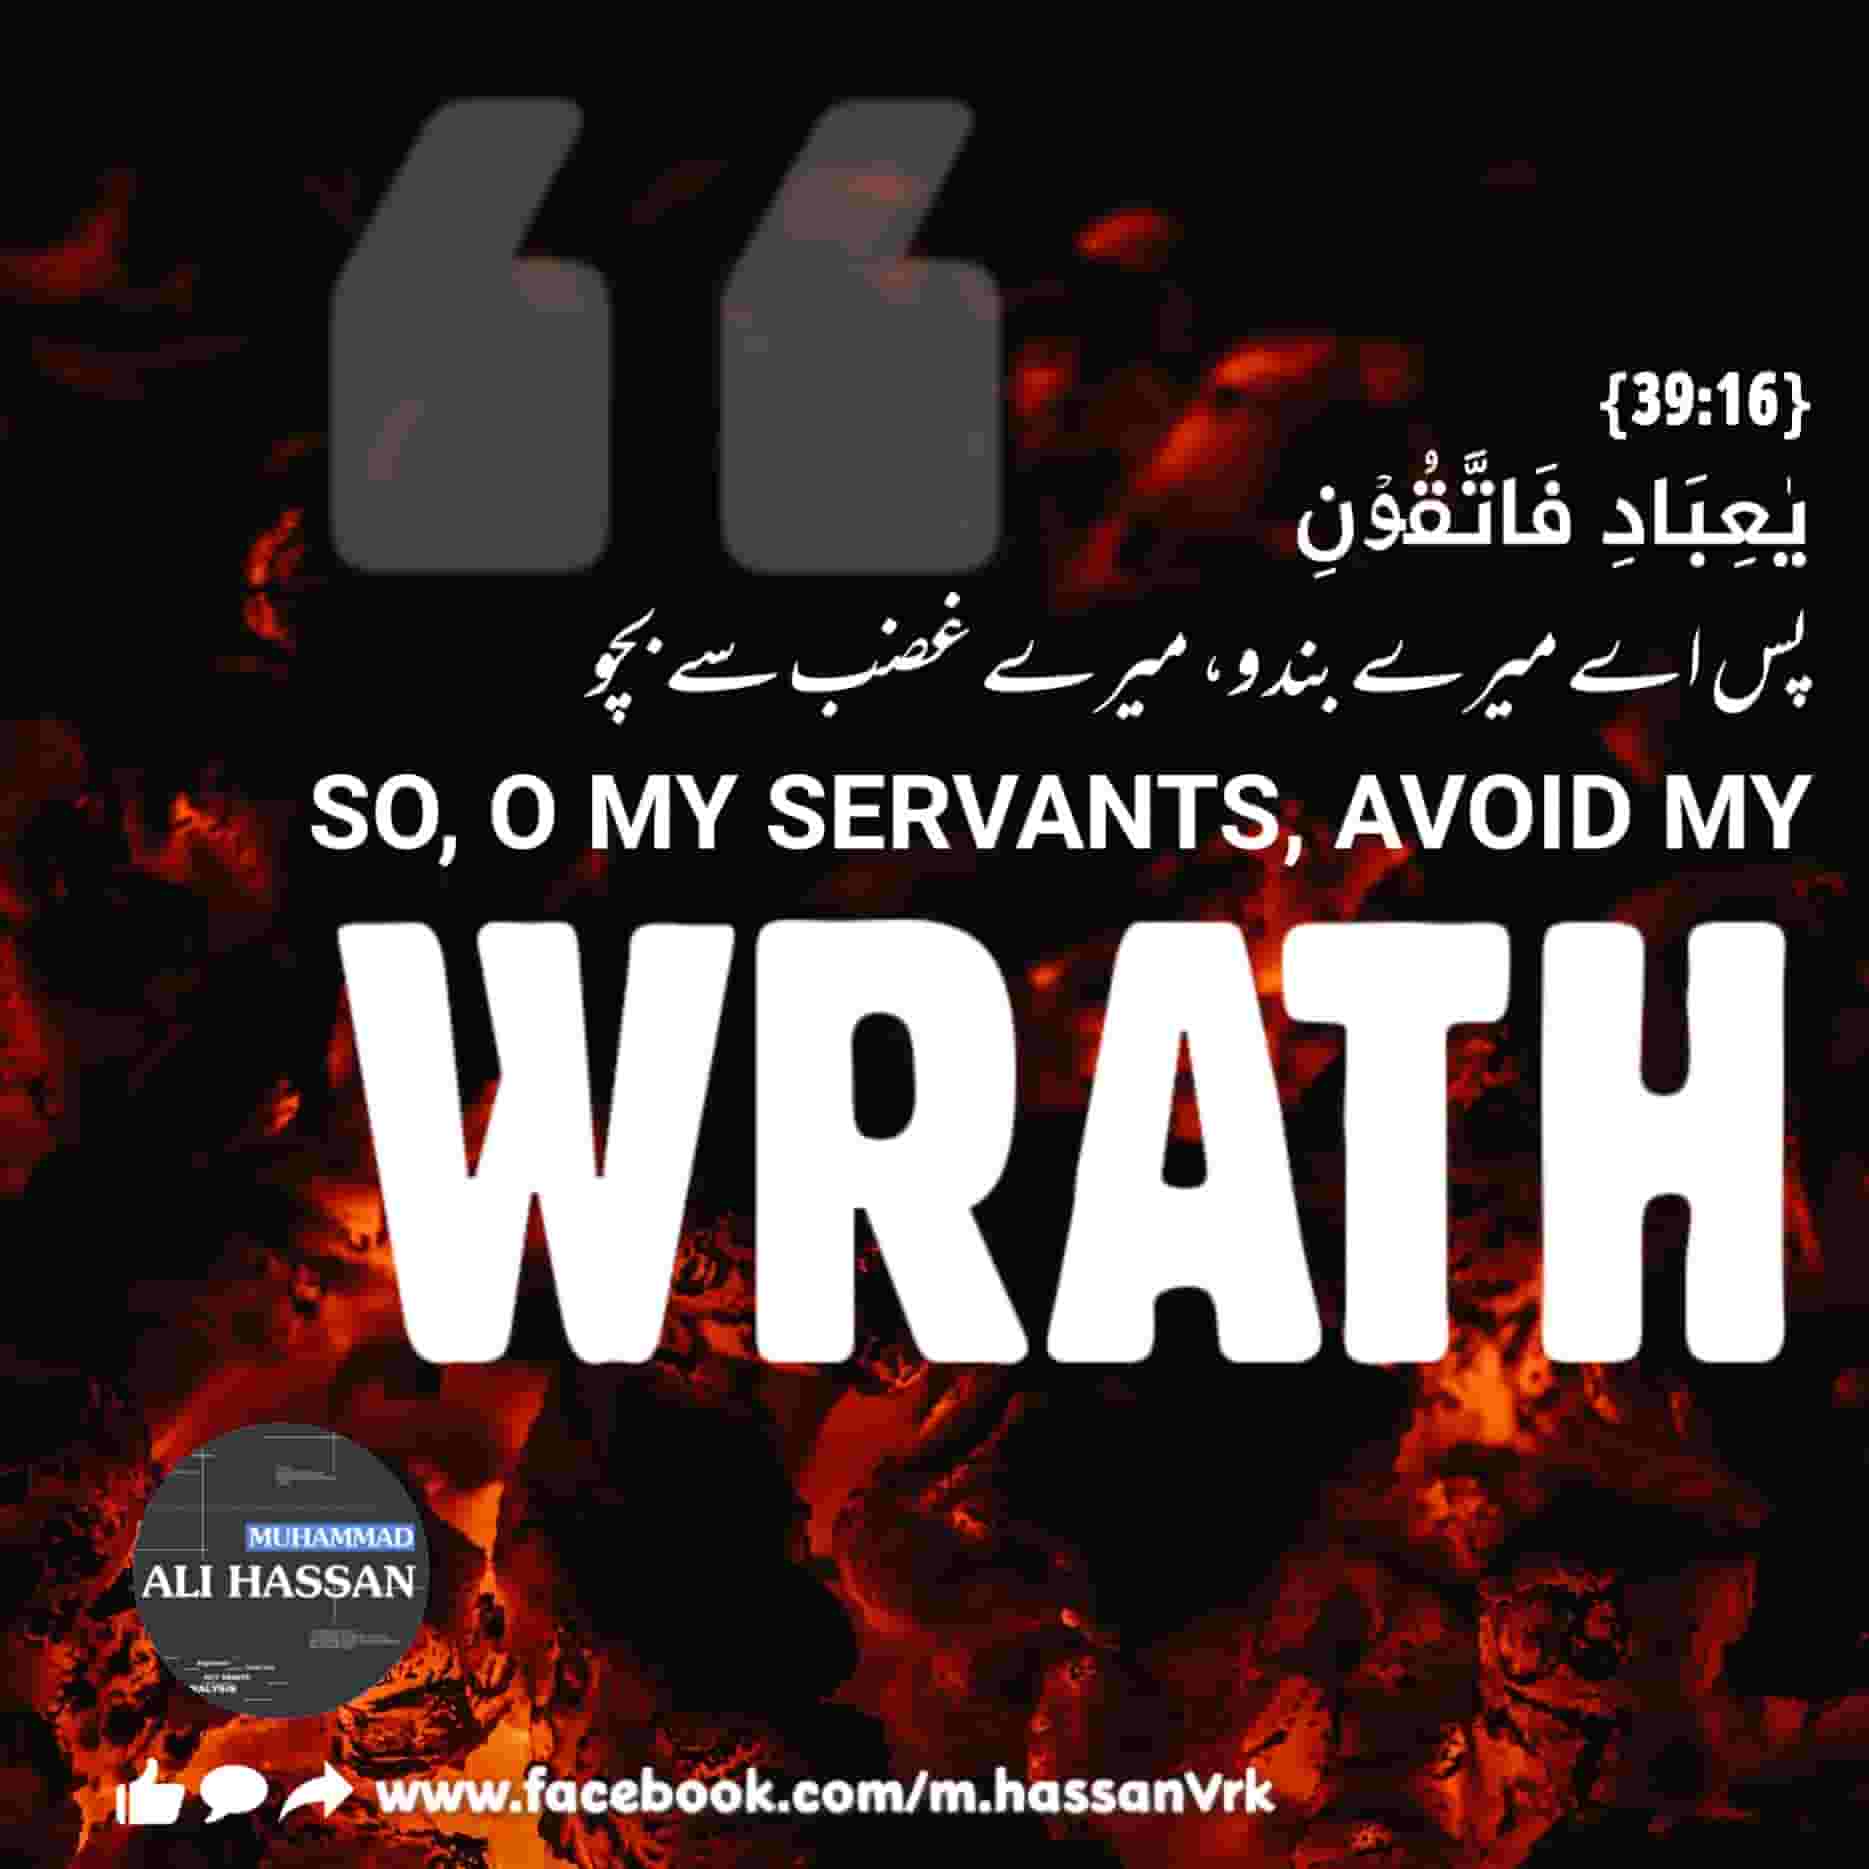 {39:16}
يٰعِبَادِ فَاتَّقُوْنِ
پس اے میرے بندو، میرے غضب سے بچو
SO, O MY SERVANTS, AVOID MY
WRATH
MUHAMMAD
ALI HASSAN
www.facebook.com/m.hassanVrk